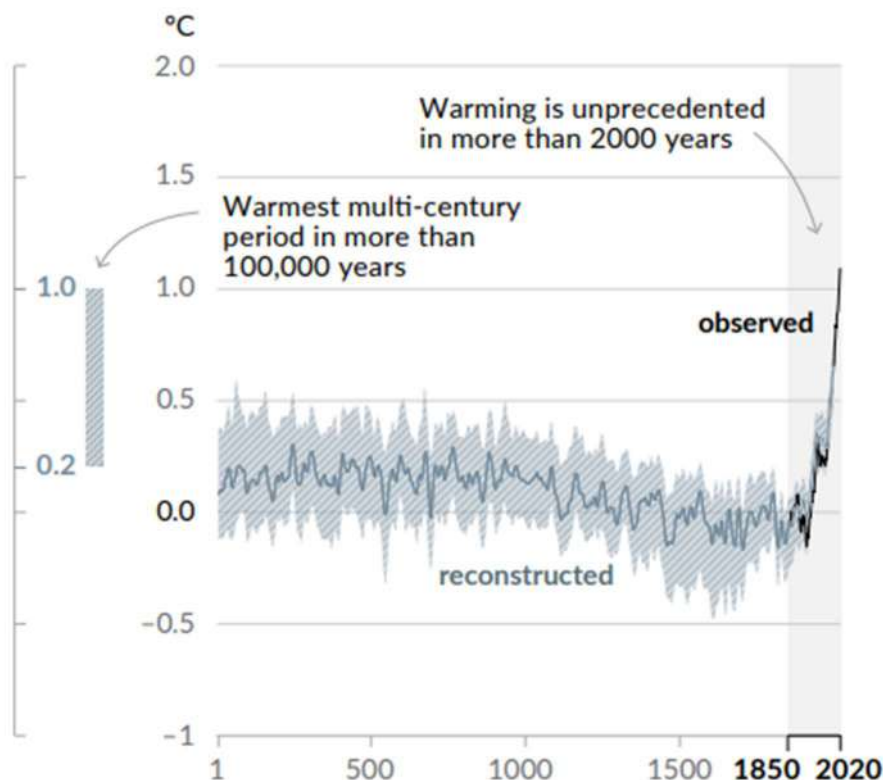 °C
2.0
Warming is unprecedented
in more than 2000 years
1.5
Warmest multi-century
period in more than
100,000 years
1.0
1.0
observed
0.5
0.2
0.0
reconstructed
−0.5
−1
1 500 1000 1500 1850 2020